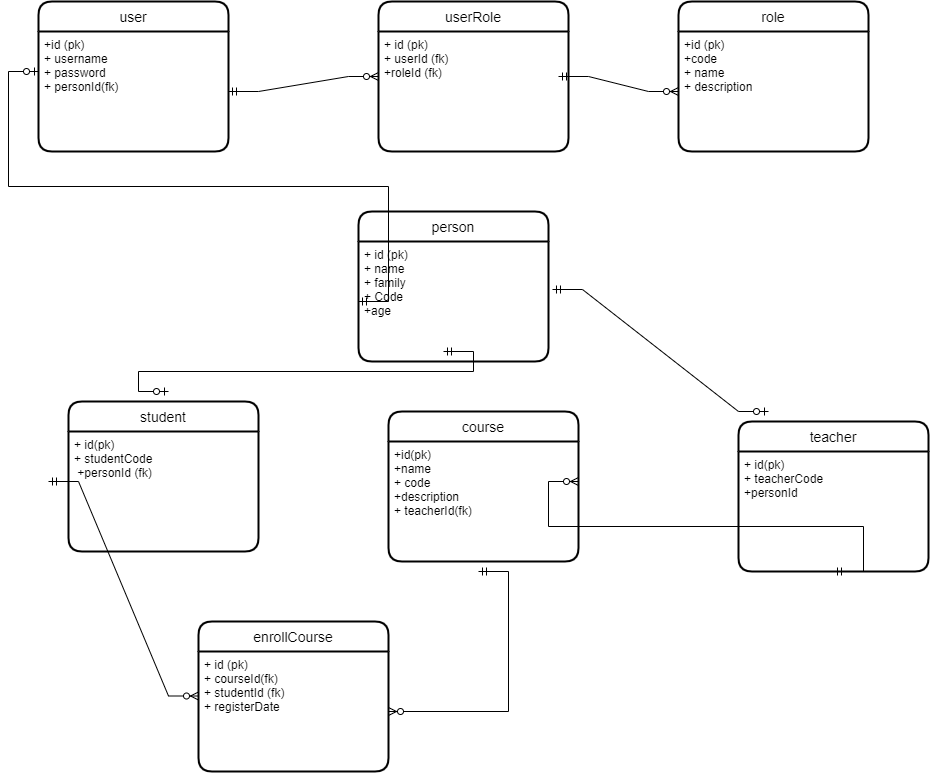 user
+id (pk)
+ username
+ password
+ personId(fk)
userRole
+ id (pk)
+ userId (fk)
+roleId (fk)
role
+id (pk)
+code
+ name
+ description
person
+ id (pk)
+ name
+ family
+ Code
+age
student
+ id(pk)
+ studentCode
+personId (fk)
course
+id(pk)
+name
+ code
+description
+ teacherId(fk)
teacher
+ id(pk)
+ teacherCode
+personId
enrollCourse
+ id (pk)
+ courseId(fk)
+ studentId (fk)
+ registerDate